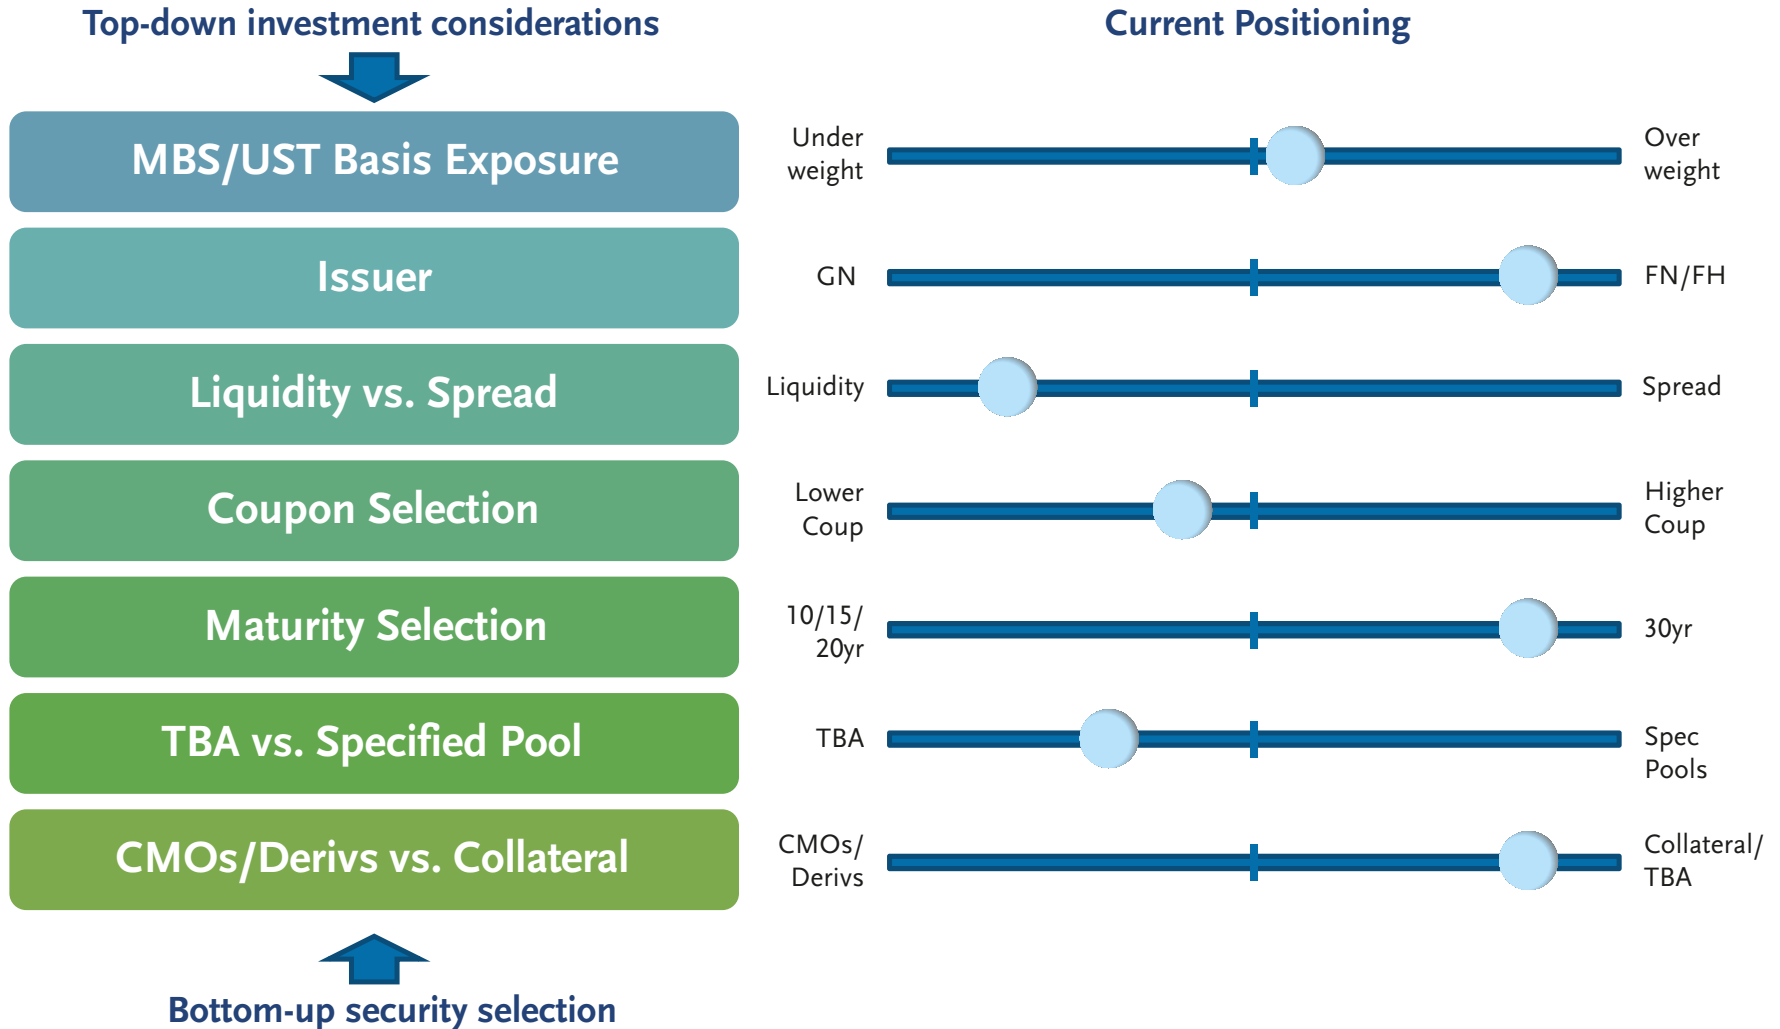 Top-down investment considerations
Current Positioning
MBS/UST Basis Exposure
Under
weight
Over
weight
Issuer
GN
FN/FH
Liquidity vs. Spread
Liquidity
Spread
Coupon Selection
Lower
Coup
Higher
Coup
Maturity Selection
10/15/
20yr
30yr
TBA vs. Specified Pool
TBA
Spec
Pools
CMOs/Derivs vs. Collateral
CMOs/
Derivs
Collateral/
TBA
Bottom-up security selection